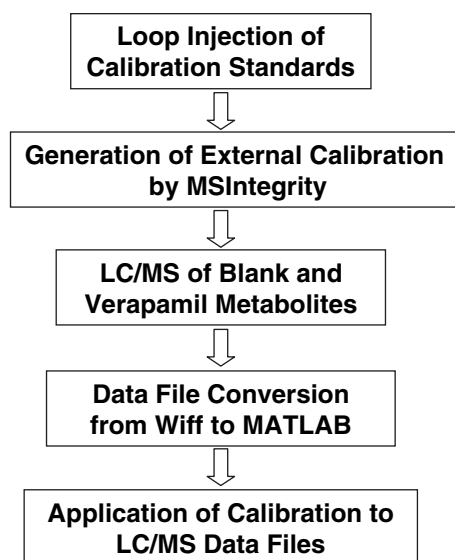 Loop Injection of
Calibration Standards
Generation of External Calibration
by MSIntegrity
LC/MS of Blank and
Verapamil Metabolites
Data File Conversion
from Wiff to MATLAB
Application of Calibration to
LC/MS Data Files